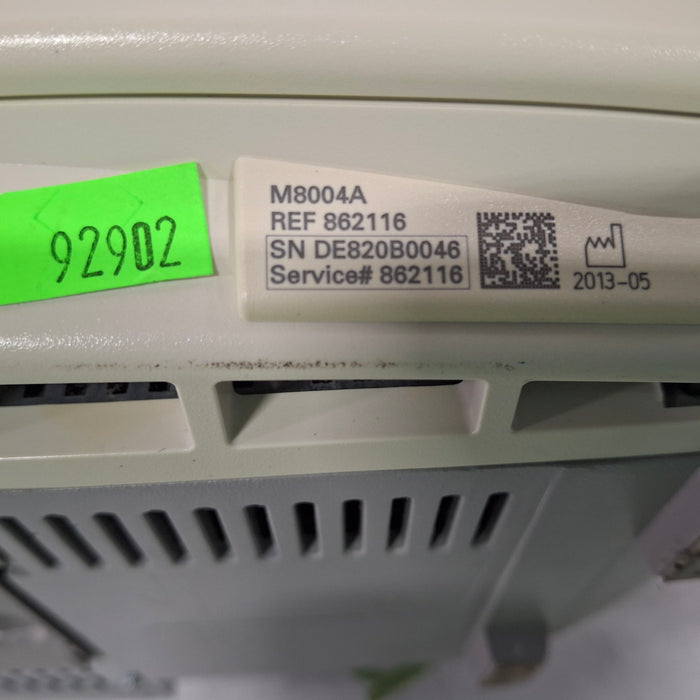 92902
M8004A
REF 862116
SN DE820B0046
Service# 862116
2013-05